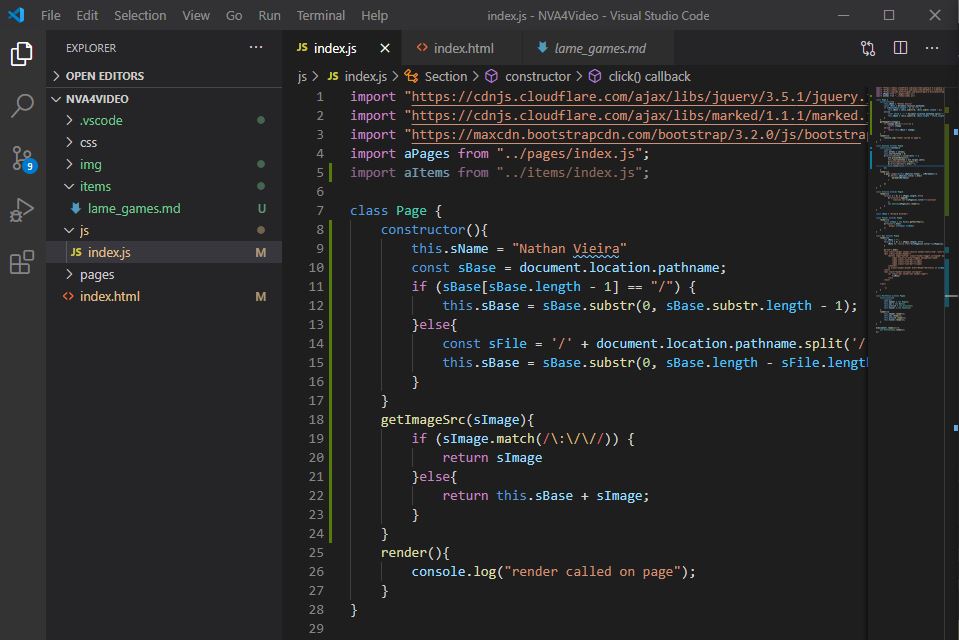 File Edit Selection View Go Run Terminal Help index.js - NVA4Video - Visual Studio Code
EXPLORER ...
JS index.js × <> index.html lame_games.md ...
OPEN EDITORS
js > JS index.js > Section > constructor > click() callback
NVA4VIDEO
.vscode
css
img
items
lame_games.md U
js
JS index.js M
pages
<> index.html M
9
1 import "https://cdnjs.cloudflare.com/ajax/libs/jquery/3.5.1/jquery.
2 import "https://cdnjs.cloudflare.com/ajax/libs/marked/1.1.1/marked.
3 import "https://maxcdn.bootstrapcdn.com/bootstrap/3.2.0/js/bootstrap
4 import aPages from "../pages/index.js";
5 import aItems from "../items/index.js";
6
7 class Page {
8 constructor(){
9 this.sName = "Nathan Vieira"
10 const sBase = document.location.pathname;
11 if (sBase[sBase.length - 1] == "/") {
12 this.sBase = sBase.substr(0, sBase.substr.length - 1);
13 }else{
14 const sFile = '/' + document.location.pathname.split('/
15 this.sBase = sBase.substr(0, sBase.length - sFile.length
16 }
17 }
18 getImageSrc(sImage){
19 if (sImage.match(/\:\/\//)) {
20 return sImage
21 }else{
22 return this.sBase + sImage;
23 }
24 }
25 render(){
26 console.log("render called on page");
27 }
28 }
29